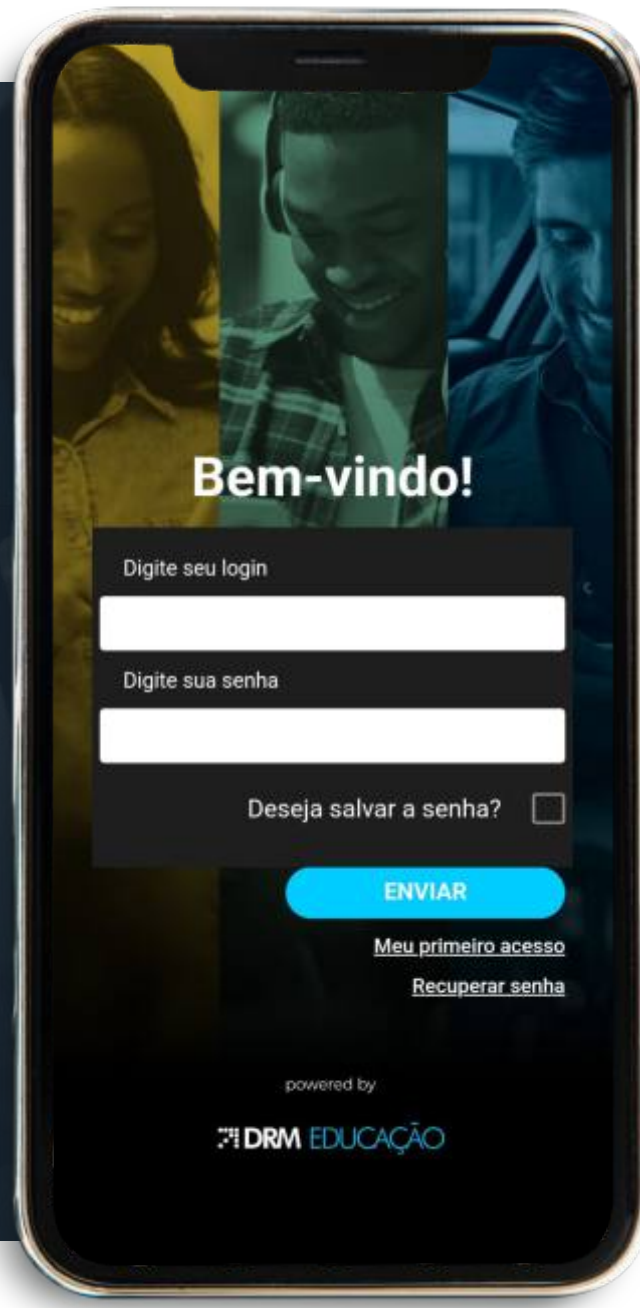 Bem-vindo!
Digite seu login
Digite sua senha
Deseja salvar a senha?
ENVIAR
Meu primeiro acesso
Recuperar senha
powered by
DRM EDUCAÇÃO